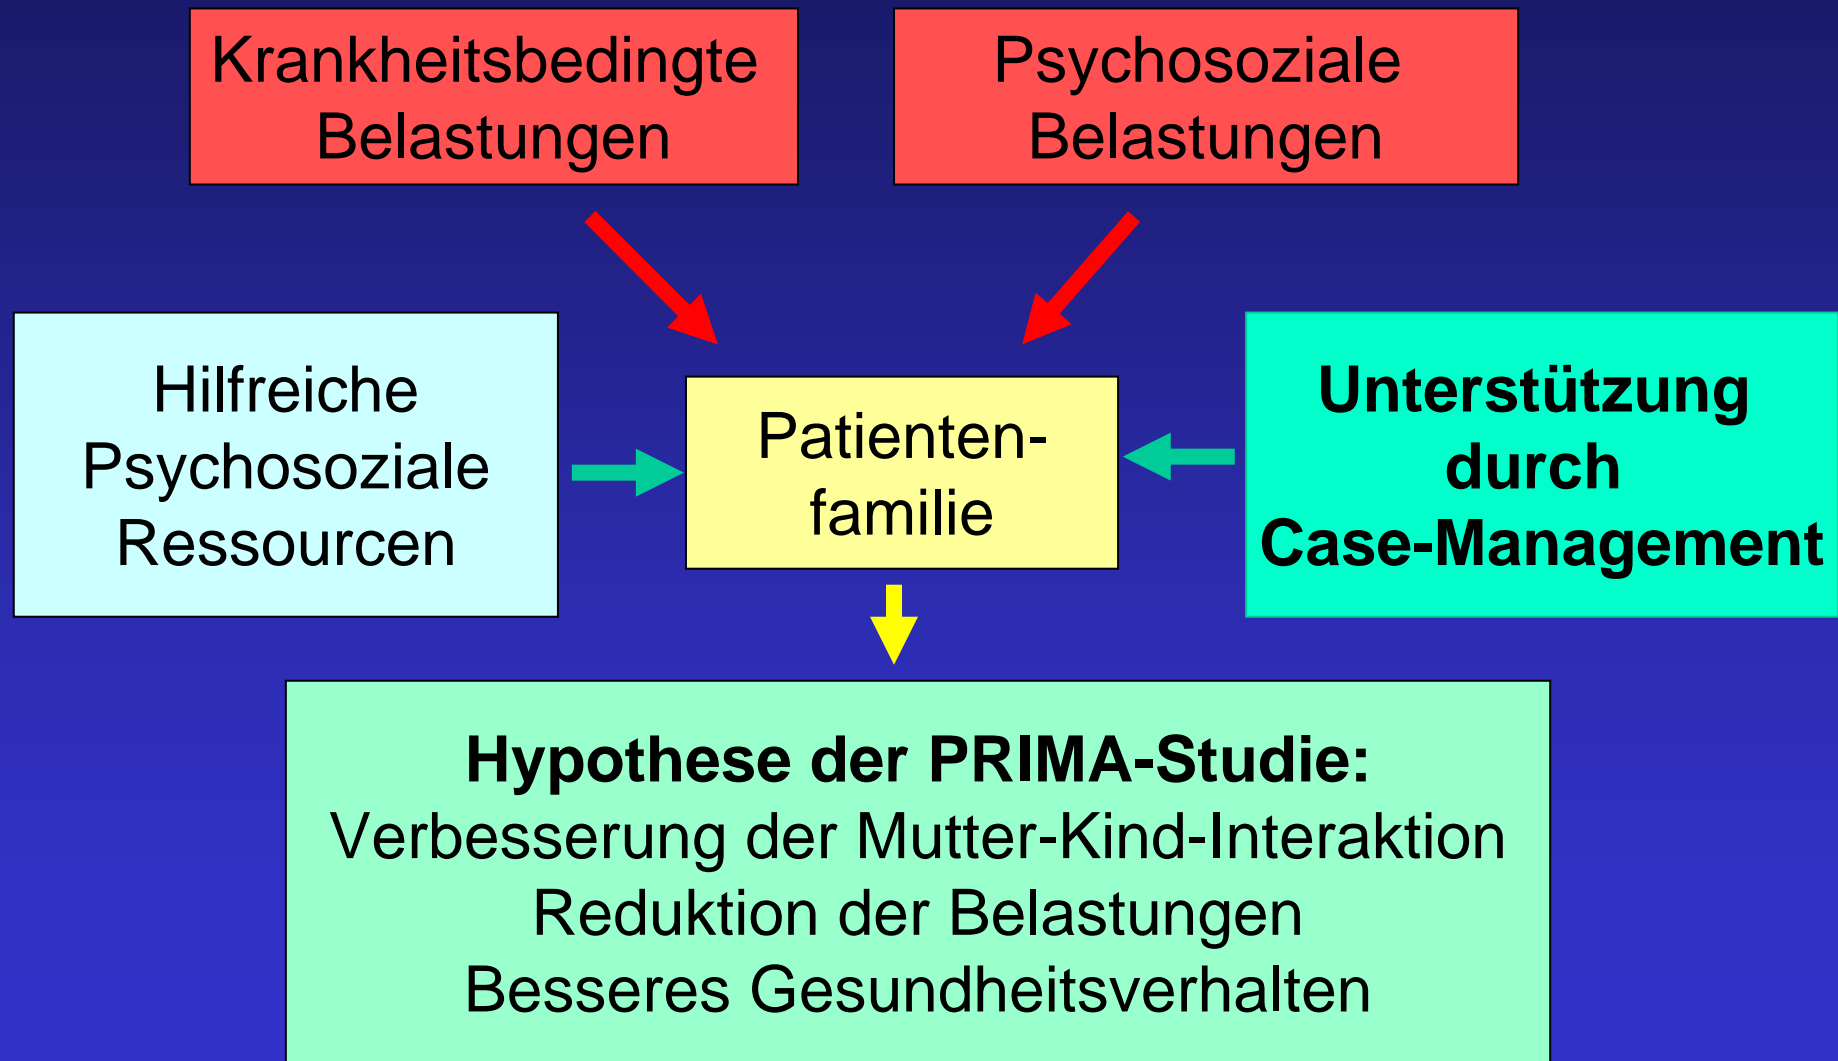 Krankheitsbedingte
Belastungen
Psychosoziale
Belastungen
Hilfreiche
Psychosoziale
Ressourcen
Patienten-
familie
Unterstützung
durch
Case-Management
Hypothese der PRIMA-Studie:
Verbesserung der Mutter-Kind-Interaktion
Reduktion der Belastungen
Besseres Gesundheitsverhalten